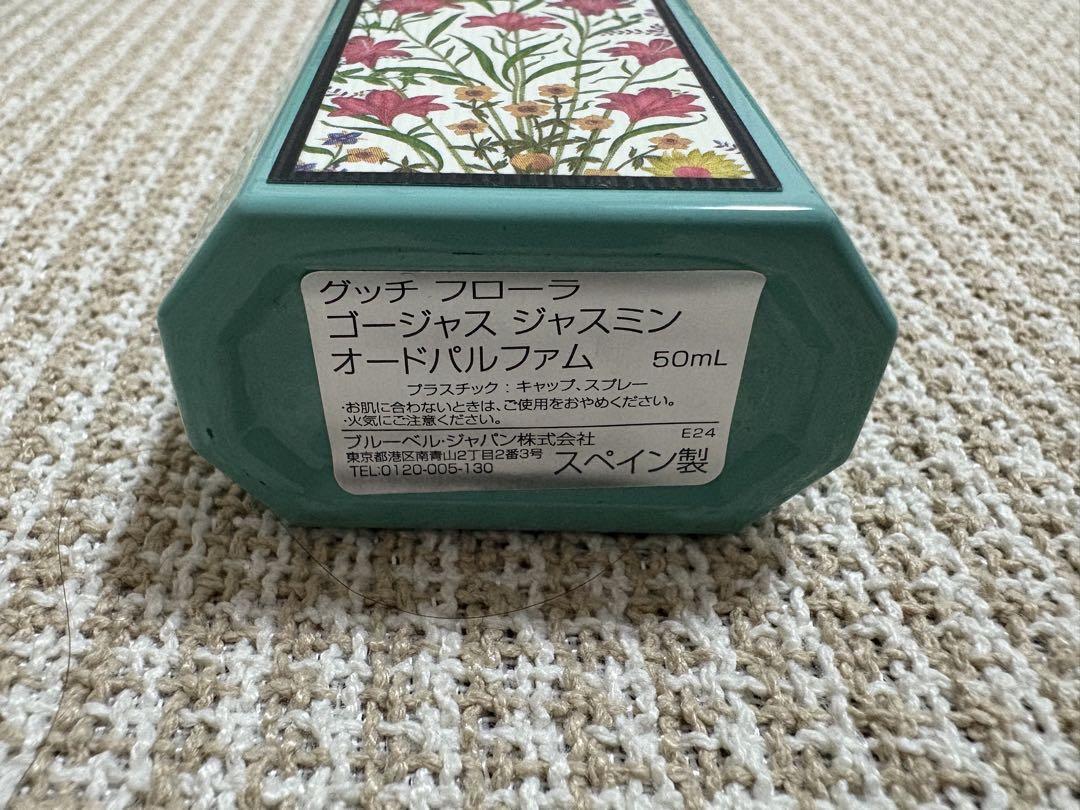 グッチ フローラ
ゴージャス ジャスミン
オードパルファム 50mL
プラスチック：キャップ、スプレー
・お肌に合わないときは、ご使用をおやめください。
・火気にご注意ください。
ブルーベル・ジャパン株式会社 E24
東京都港区南青山2丁目2番3号
TEL:0120-005-130 スペイン製